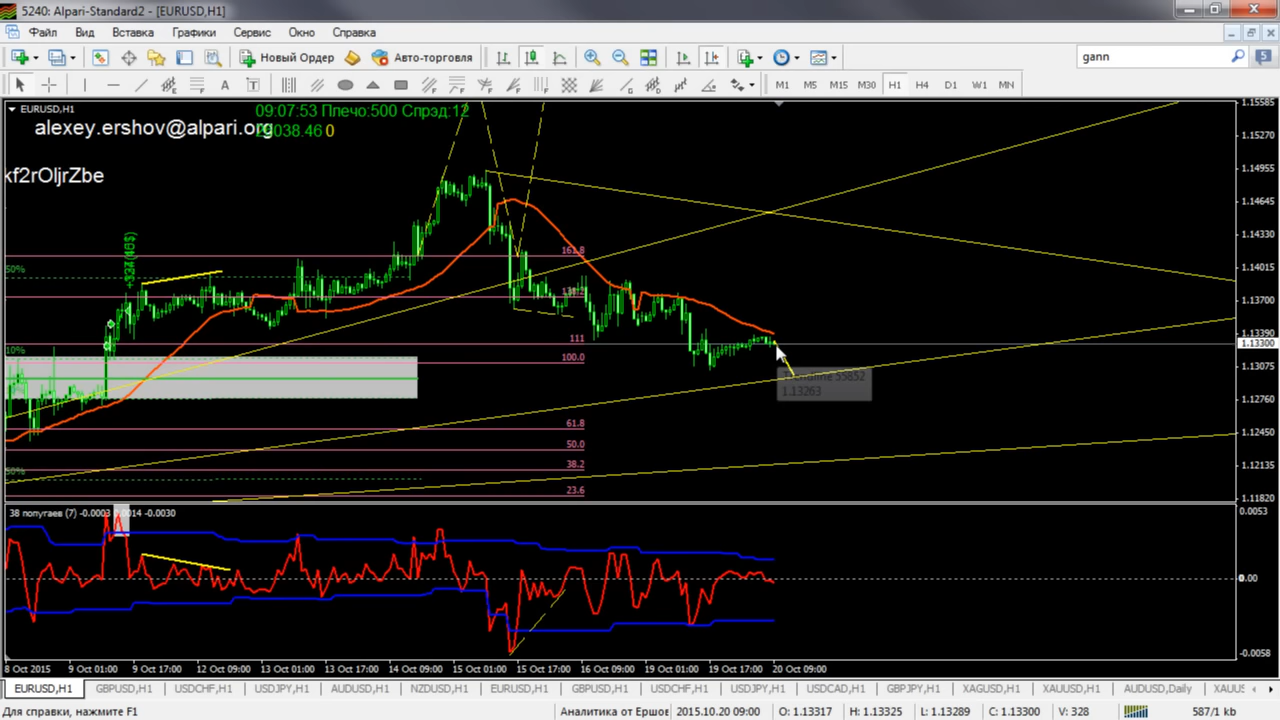 5240: Alpari-Standard2 - [EURUSD,H1]
Файл Вид Вставка Графики Сервис Окно Справка
Новый Ордер Авто-торговля gann 5
A T M1 M5 M15 M30 H1 H4 D1 W1 MN
EURUSD,H1
09:07:53 Ппечо:500 Спрэд:12
alexey.ershov@alpari.org
kf2rOljrZbe
1.15585
1.15270
1.14955
1.14645
1.14330
1.14015
1.13700
1.13390
1.13300
1.13075
1.12760
1.12450
1.12135
1.11820
161.8
50%
111
10%
100.0
1.13263
61.8
50.0
38.2
23.6
38 попугаев (7) -0.0003 0.0014 -0.0030
0.0053
0.00
-0.0058
8 Oct 2015 9 Oct 01:00 9 Oct 17:00 12 Oct 09:00 13 Oct 01:00 13 Oct 17:00 14 Oct 09:00 15 Oct 01:00 15 Oct 17:00 16 Oct 09:00 19 Oct 01:00 19 Oct 17:00 20 Oct 09:00
EURUSD,H1 GBPUSD,H1 USDCHF,H1 USDJPY,H1 AUDUSD,H1 NZDUSD,H1 EURUSD,H1 GBPUSD,H1 USDCHF,H1 USDJPY,H1 USDCAD,H1 GBPJPY,H1 XAGUSD,H1 XAUUSD,H1 AUDUSD,Daily XAUUS
Для справки, нажмите F1 Аналитика от Ершов 2015.10.20 09:00 O: 1.13317 H: 1.13325 L: 1.13289 C: 1.13300 V: 328 587/1 kb